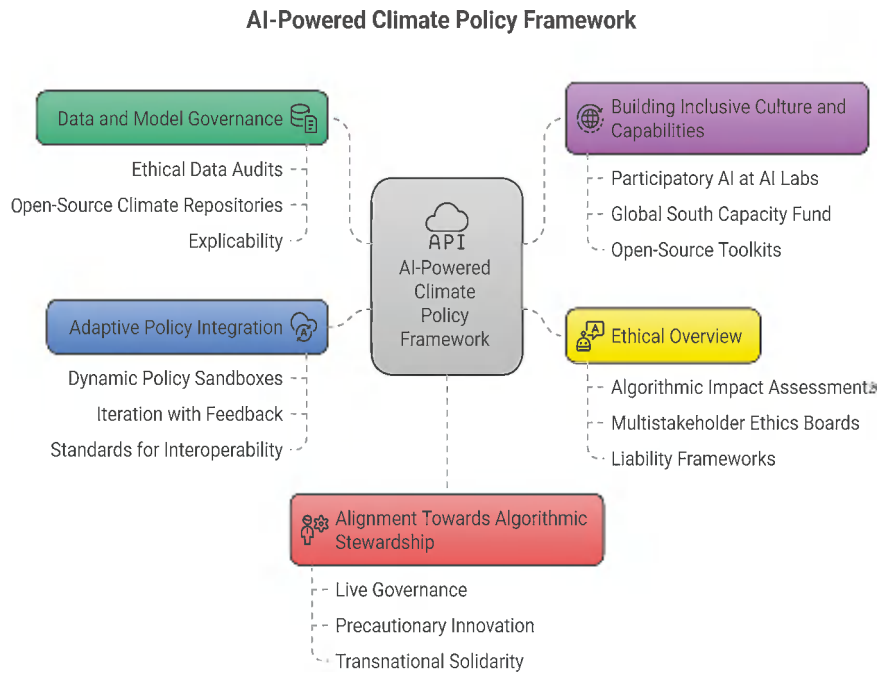 AI-Powered Climate Policy Framework
Data and Model Governance
Ethical Data Audits
Open-Source Climate Repositories
Explicability
Building Inclusive Culture and
Capabilities
Participatory AI at AI Labs
Global South Capacity Fund
Open-Source Toolkits
API
AI-Powered
Climate
Policy
Framework
Adaptive Policy Integration
Dynamic Policy Sandboxes
Iteration with Feedback
Standards for Interoperability
A
Ethical Overview
Algorithmic Impact Assessments
Multistakeholder Ethics Boards
Liability Frameworks
Alignment Towards Algorithmic
Stewardship
Live Governance
Precautionary Innovation
Transnational Solidarity